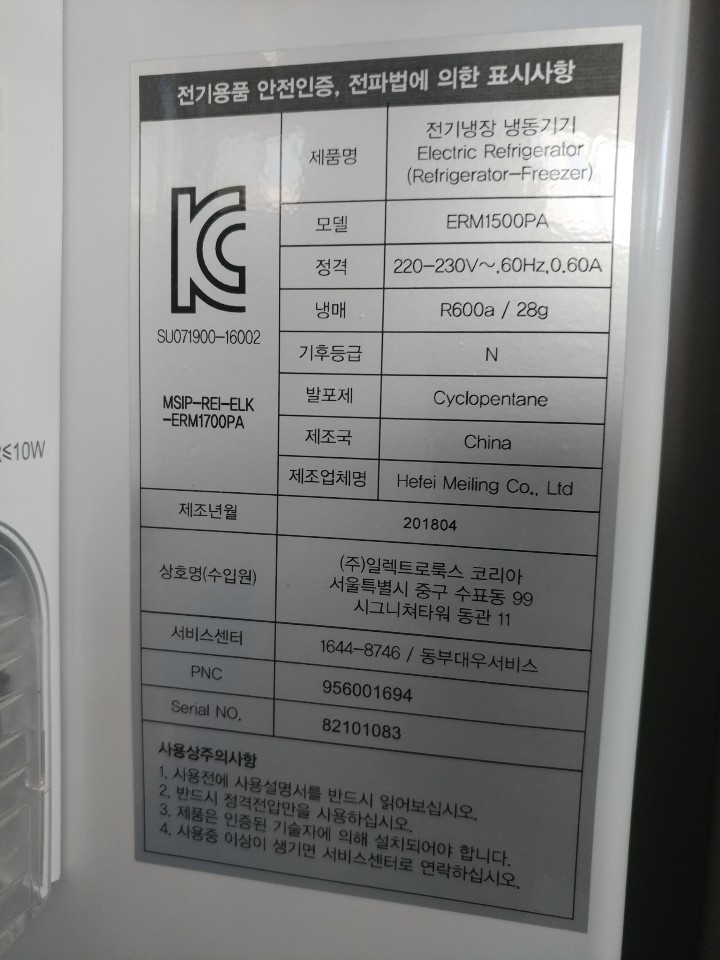 전기용품 안전인증, 전파법에 의한 표시사항
제품명
전기냉장 냉동기기
Electric Refrigerator
(Refrigerator-Freezer)
모델
ERM1500PA
정격
220-230V~,60Hz,0.60A
냉매
R600a / 28g
기후등급
N
발포제
Cyclopentane
제조국
China
제조업체명
Hefei Meiling Co., Ltd
SU071900-16002
MSIP-REI-ELK
-ERM1700PA
제조년월
201804
상호명(수입원)
(주)일렉트로룩스 코리아
서울특별시 중구 수표동 99
시그니쳐타워 동관 11
서비스센터
1644-8746 / 동부대우서비스
PNC
956001694
Serial NO.
82101083
사용상주의사항
1. 사용전에 사용설명서를 반드시 읽어보십시오.
2. 반드시 정격전압만을 사용하십시오.
3. 제품은 인증된 기술자에 의해 설치되어야 합니다.
4. 사용중 이상이 생기면 서비스센터로 연락하십시오.
≤10W